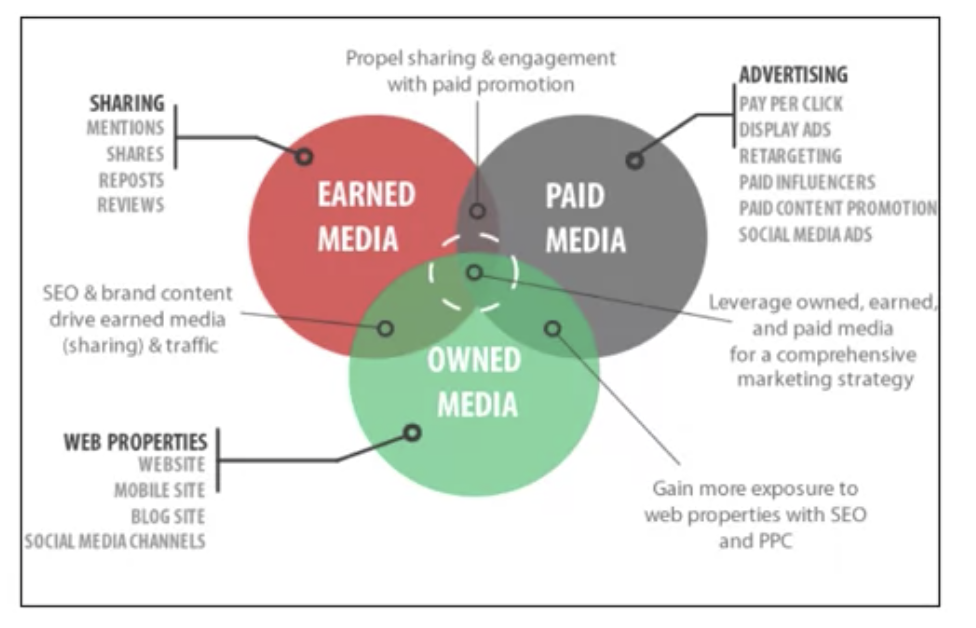 Propel sharing & engagement
with paid promotion
SHARING
MENTIONS
SHARES
REPOSTS
REVIEWS
ADVERTISING
PAY PER CLICK
DISPLAY ADS
RETARGETING
PAID INFLUENCERS
PAID CONTENT PROMOTION
SOCIAL MEDIA ADS
EARNED
MEDIA
PAID
MEDIA
SEO & brand content
drive earned media
(sharing) & traffic
Leverage owned, earned,
and paid media
for a comprehensive
marketing strategy
OWNED
MEDIA
WEB PROPERTIES
WEBSITE
MOBILE SITE
BLOG SITE
SOCIAL MEDIA CHANNELS
Gain more exposure to
web properties with SEO
and PPC